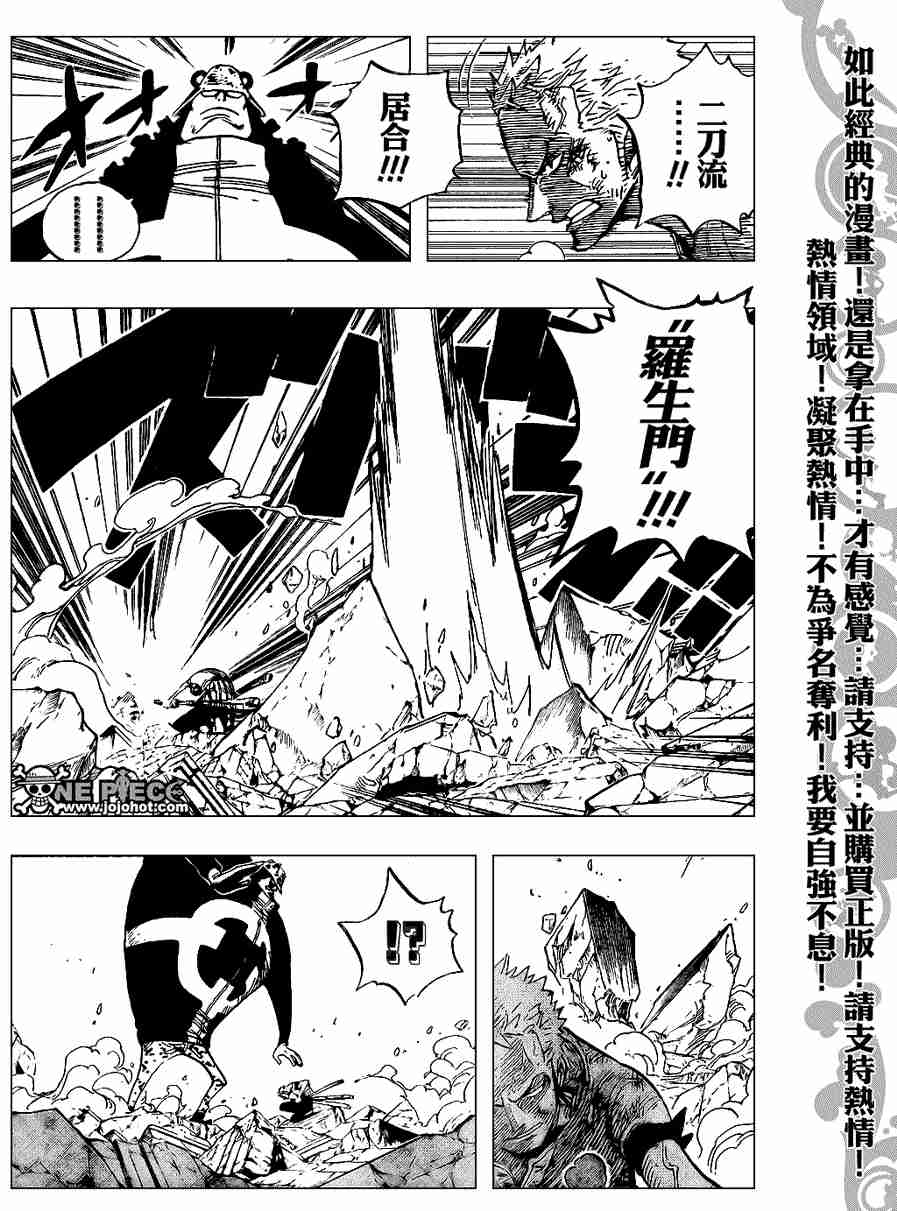 二刀流
……!!
居合
!!!
"羅生門"!!!
!?
ONE PIECE
www.jojohot.com
如此經典的漫畫！還是拿在手中…才有感覺…請支持…並購買正版！請支持熱情！
熱情領域！凝聚熱情！不為爭名奪利！我要自強不息！